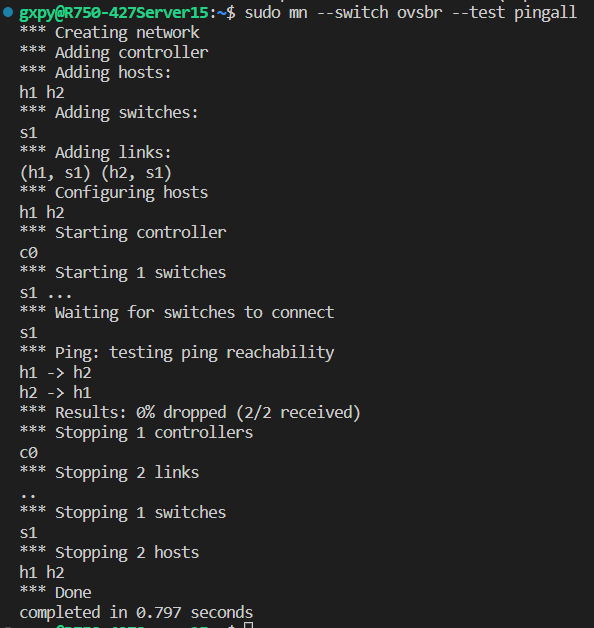 gxpy@R750-427Server15:~$ sudo mn --switch ovsbr --test pingall
*** Creating network
*** Adding controller
*** Adding hosts:
h1 h2
*** Adding switches:
s1
*** Adding links:
(h1, s1) (h2, s1)
*** Configuring hosts
h1 h2
*** Starting controller
c0
*** Starting 1 switches
s1 ...
*** Waiting for switches to connect
s1
*** Ping: testing ping reachability
h1 -> h2
h2 -> h1
*** Results: 0% dropped (2/2 received)
*** Stopping 1 controllers
c0
*** Stopping 2 links
..
*** Stopping 1 switches
s1
*** Stopping 2 hosts
h1 h2
*** Done
completed in 0.797 seconds